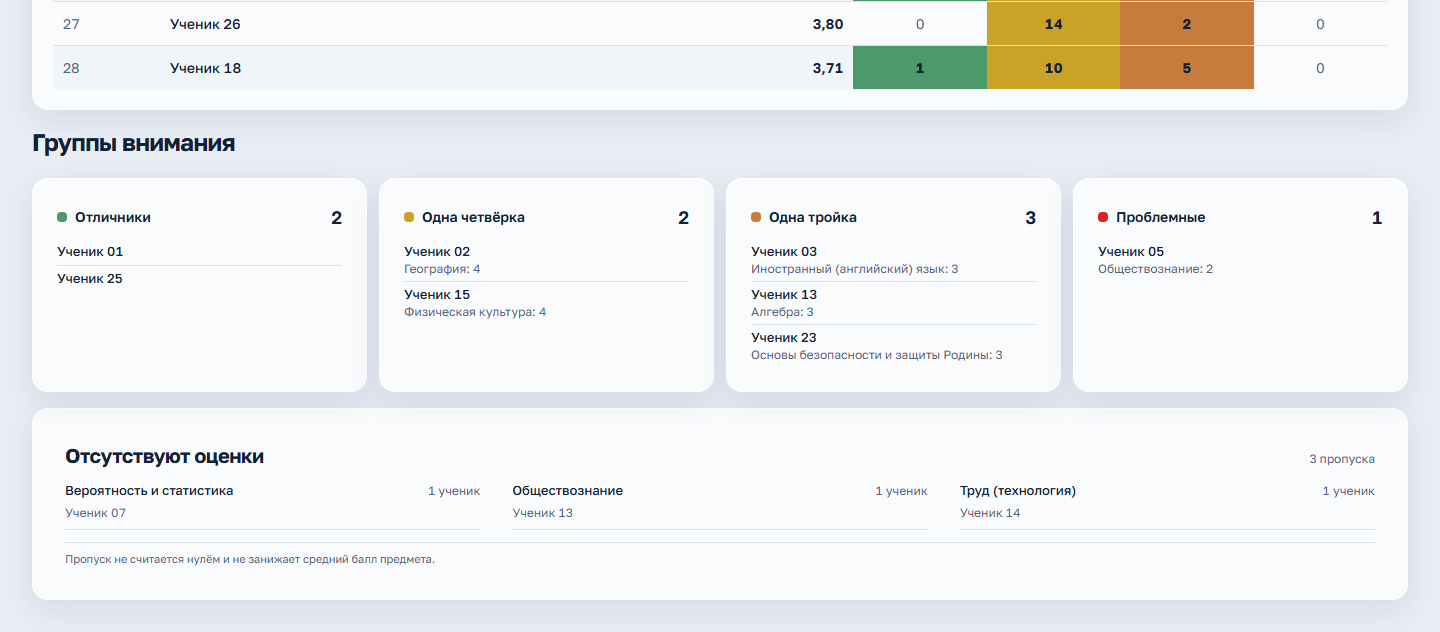 27 Ученик 26 3,80 0 14 2 0
28 Ученик 18 3,71 1 10 5 0
Группы внимания
Отличники 2
Ученик 01
Ученик 25
Одна четвёрка 2
Ученик 02
География: 4
Ученик 15
Физическая культура: 4
Одна тройка 3
Ученик 03
Иностранный (английский) язык: 3
Ученик 13
Алгебра: 3
Ученик 23
Основы безопасности и защиты Родины: 3
Проблемные 1
Ученик 05
Обществознание: 2
Отсутствуют оценки 3 пропуска
Вероятность и статистика 1 ученик
Ученик 07
Обществознание 1 ученик
Ученик 13
Труд (технология) 1 ученик
Ученик 14
Пропуск не считается нулём и не занижает средний балл предмета.